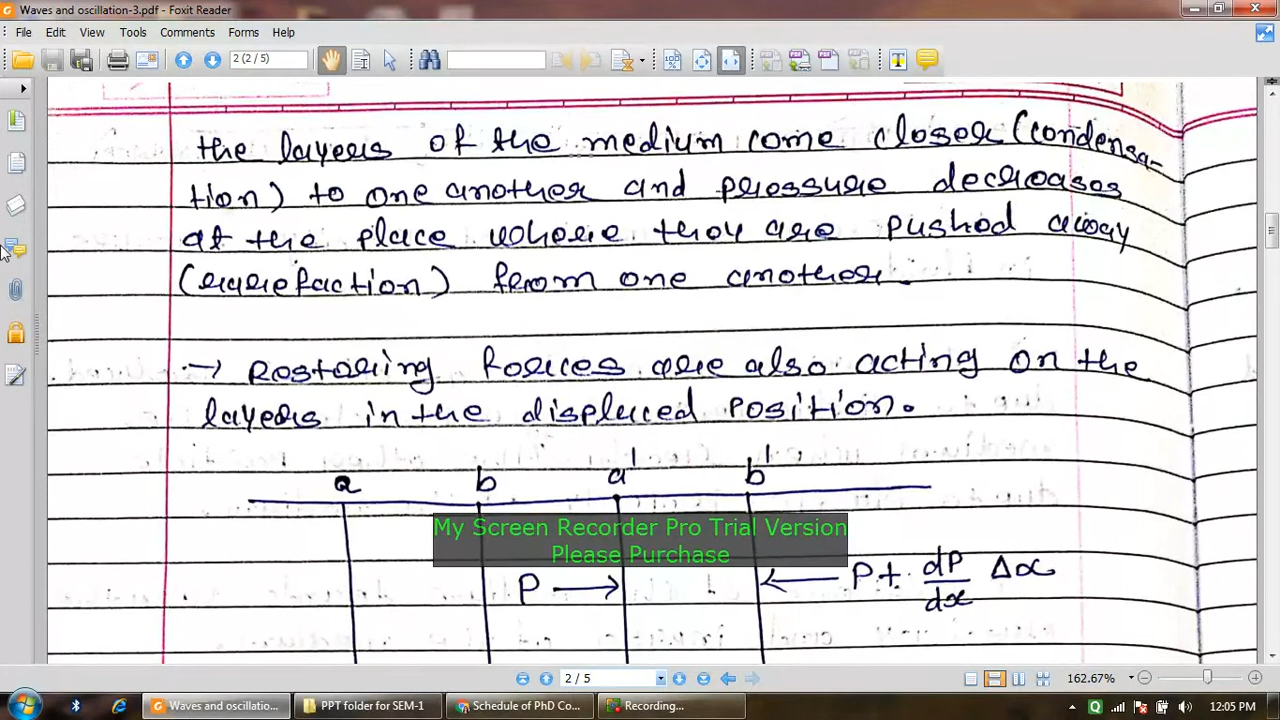 Waves and oscillation-3.pdf - Foxit Reader
File Edit View Tools Comments Forms Help
2 (2 / 5)
the layers of the medium come closer (condensa-
tion) to one another and pressure decreases
at the place where they are pushed away
(rarefaction) from one another.
→ Restoring forces are also acting on the
layers in the displaced position.
a b a' b'
My Screen Recorder Pro Trial Version
Please Purchase
P → ← P + dP/dx Δx
2 / 5 162.67%
Waves and oscillatio... PPT folder for SEM-1 Schedule of PhD Co... Recording... 12:05 PM